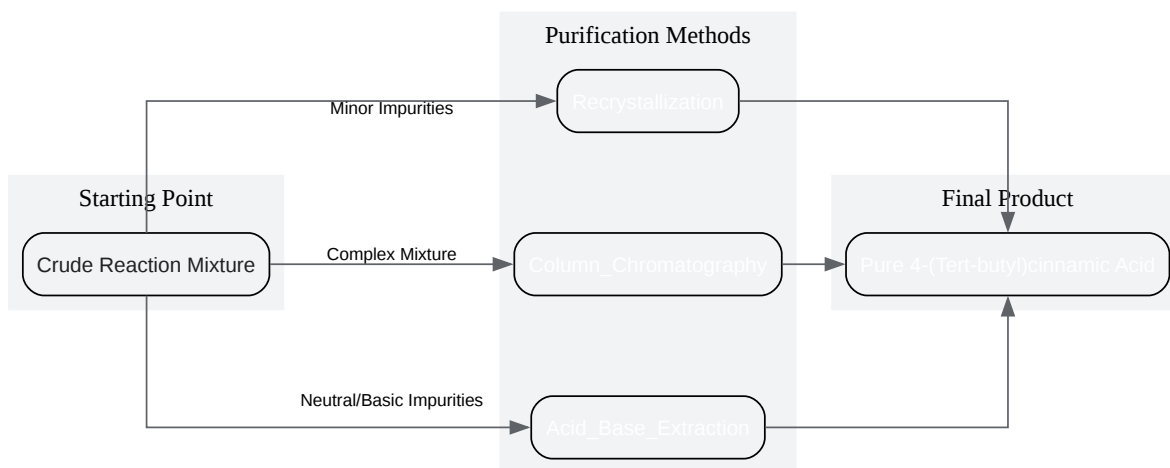 Purification Methods
Recrystallization
Minor Impurities
Starting Point
Final Product
Crude Reaction Mixture
Complex Mixture
Column_Chromatography
Pure 4-(Tert-butyl)cinnamic Acid
Neutral/Basic Impurities
Acid_Base_Extraction